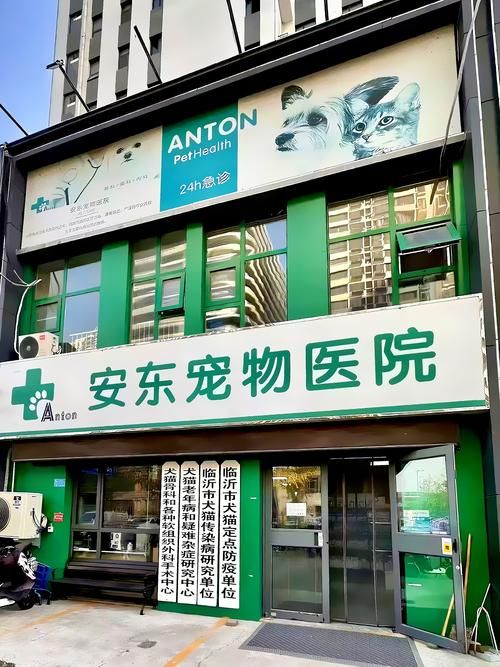 ANTON
PetHealth
24h急诊
安东宠物医院
Anton
安东宠物医院
犬猫骨科和各种软组织外科手术中心
犬猫老年病和疑难杂症研究中心
临沂市犬猫传染病研究单位
临沂市犬猫定点防疫单位